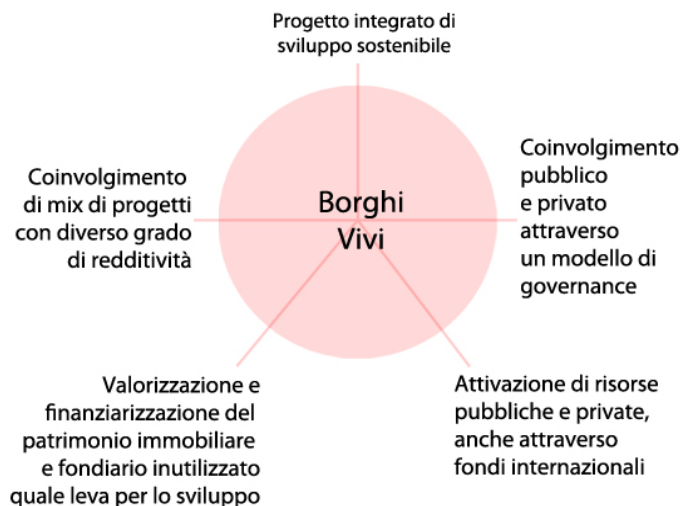 Progetto integrato di
sviluppo sostenibile
Coinvolgimento
di mix di progetti
con diverso grado
di redditività
Borghi
Vivi
Coinvolgimento
pubblico
e privato
attraverso
un modello di
governance
Valorizzazione e
finanziarizzazione del
patrimonio immobiliare
e fondiario inutilizzato
quale leva per lo sviluppo
Attivazione di risorse
pubbliche e private,
anche attraverso
fondi internazionali